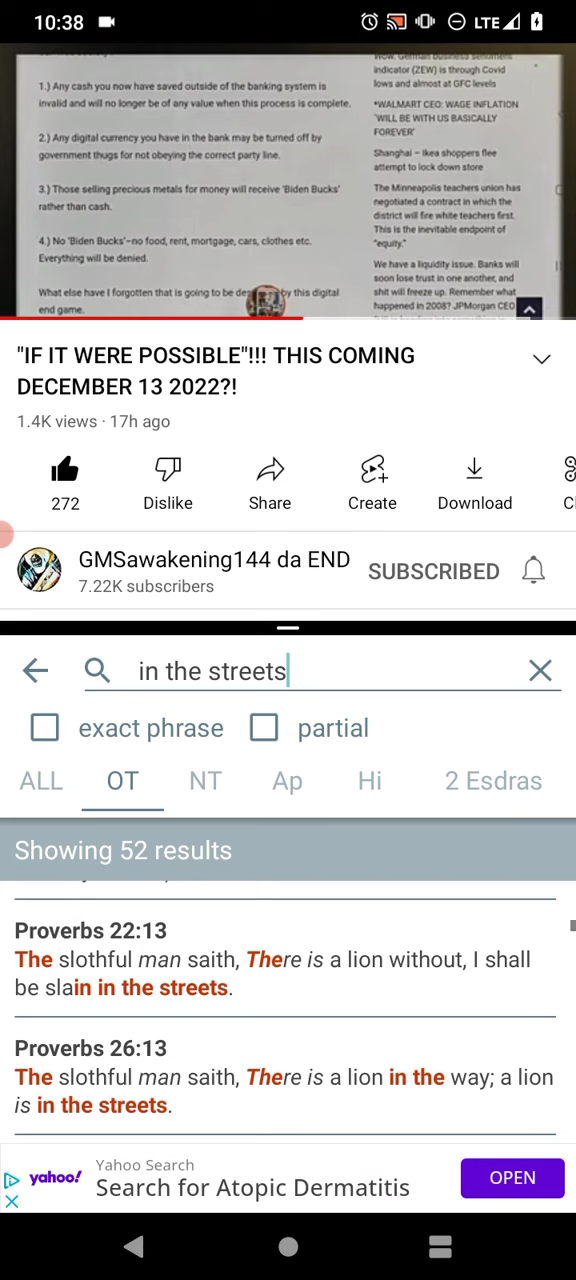 10:38
LTE
1.) Any cash you now have saved outside of the banking system is
invalid and will no longer be of any value when this process is complete.
2.) Any digital currency you have in the bank may be turned off by
government thugs for not obeying the correct party line.
3.) Those selling precious metals for money will receive 'Biden Bucks'
rather than cash.
4.) No 'Biden Bucks'–no food, rent, mortgage, cars, clothes etc.
Everything will be denied.
What else have I forgotten that is going to be by this digital
end game.
Wow. German business sentiment
indicator (ZEW) is through Covid
lows and almost at GFC levels
*WALMART CEO: WAGE INFLATION
'WILL BE WITH US BASICALLY
FOREVER'
Shanghai – Ikea shoppers flee
attempt to lock down store
The Minneapolis teachers union has
negotiated a contract in which the
district will fire white teachers first.
This is the inevitable endpoint of
"equity."
We have a liquidity issue. Banks will
soon lose trust in one another, and
shit will freeze up. Remember what
happened in 2008? JPMorgan CEO
"IF IT WERE POSSIBLE"!!! THIS COMING
DECEMBER 13 2022?!
1.4K views · 17h ago
272
Dislike
Share
Create
Download
Cl
GMSawakening144 da END
7.22K subscribers
SUBSCRIBED
in the streets
exact phrase
partial
ALL
OT
NT
Ap
Hi
2 Esdras
Showing 52 results
Proverbs 22:13
The slothful man saith, There is a lion without, I shall
be slain in the streets.
Proverbs 26:13
The slothful man saith, There is a lion in the way; a lion
is in the streets.
yahoo!
Yahoo Search
Search for Atopic Dermatitis
OPEN